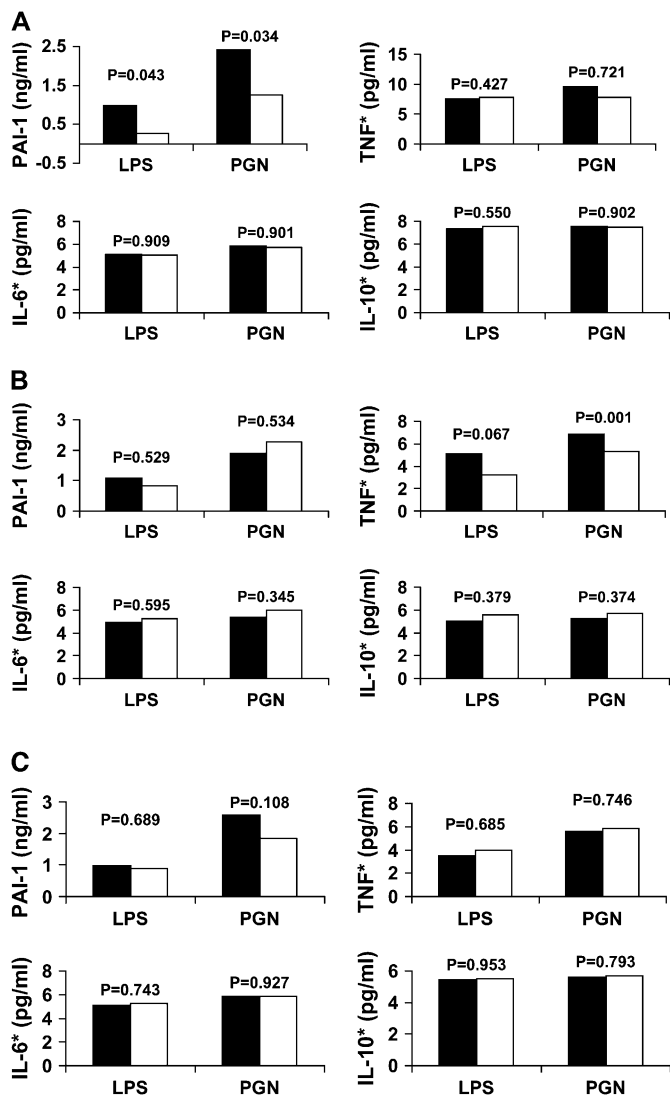 A
PAI-1 (ng/ml)
2.5
1.5
0.5
-0.5
P=0.043
P=0.034
LPS
PGN
TNF* (pg/ml)
15
10
5
0
P=0.427
P=0.721
LPS
PGN
IL-6* (pg/ml)
8
6
4
2
0
P=0.909
P=0.901
LPS
PGN
IL-10* (pg/ml)
8
6
4
2
0
P=0.550
P=0.902
LPS
PGN
B
PAI-1 (ng/ml)
3
2
1
0
P=0.529
P=0.534
LPS
PGN
TNF* (pg/ml)
8
6
4
2
0
P=0.067
P=0.001
LPS
PGN
IL-6* (pg/ml)
8
6
4
2
0
P=0.595
P=0.345
LPS
PGN
IL-10* (pg/ml)
8
6
4
2
0
P=0.379
P=0.374
LPS
PGN
C
PAI-1 (ng/ml)
3
2
1
0
P=0.689
P=0.108
LPS
PGN
TNF* (pg/ml)
8
6
4
2
0
P=0.685
P=0.746
LPS
PGN
IL-6* (pg/ml)
8
6
4
2
0
P=0.743
P=0.927
LPS
PGN
IL-10* (pg/ml)
6
4
2
0
P=0.953
P=0.793
LPS
PGN